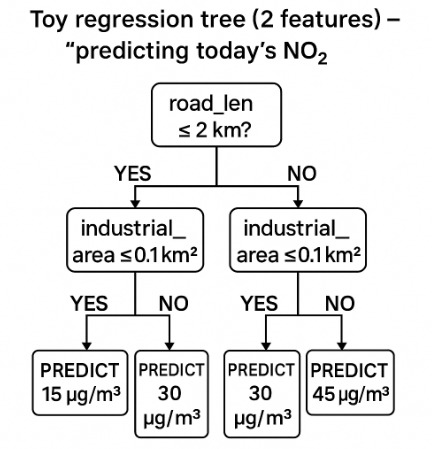 Toy regression tree (2 features) –
“predicting today's NO₂
road_len
≤ 2 km?
YES
NO
industrial_
area ≤0.1 km²
industrial_
area ≤0.1 km²
YES
NO
YES
NO
PREDICT
15 µg/m³
PREDICT
30
µg/m³
PREDICT
30
µg/m³
PREDICT
45 µg/m³